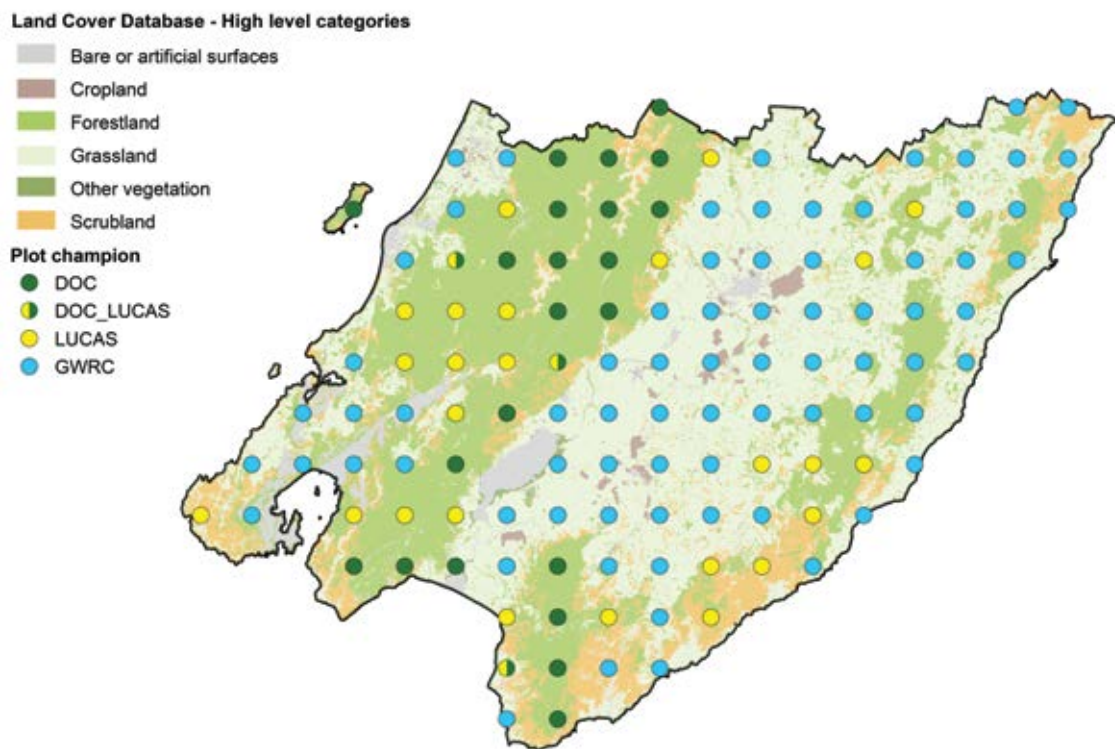 Land Cover Database - High level categories
Bare or artificial surfaces
Cropland
Forestland
Grassland
Other vegetation
Scrubland
Plot champion
DOC
DOC_LUCAS
LUCAS
GWRC